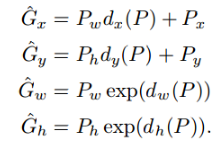 Ĝ_x = P_w d_x(P) + P_x
Ĝ_y = P_h d_y(P) + P_y
Ĝ_w = P_w exp(d_w(P))
Ĝ_h = P_h exp(d_h(P)).